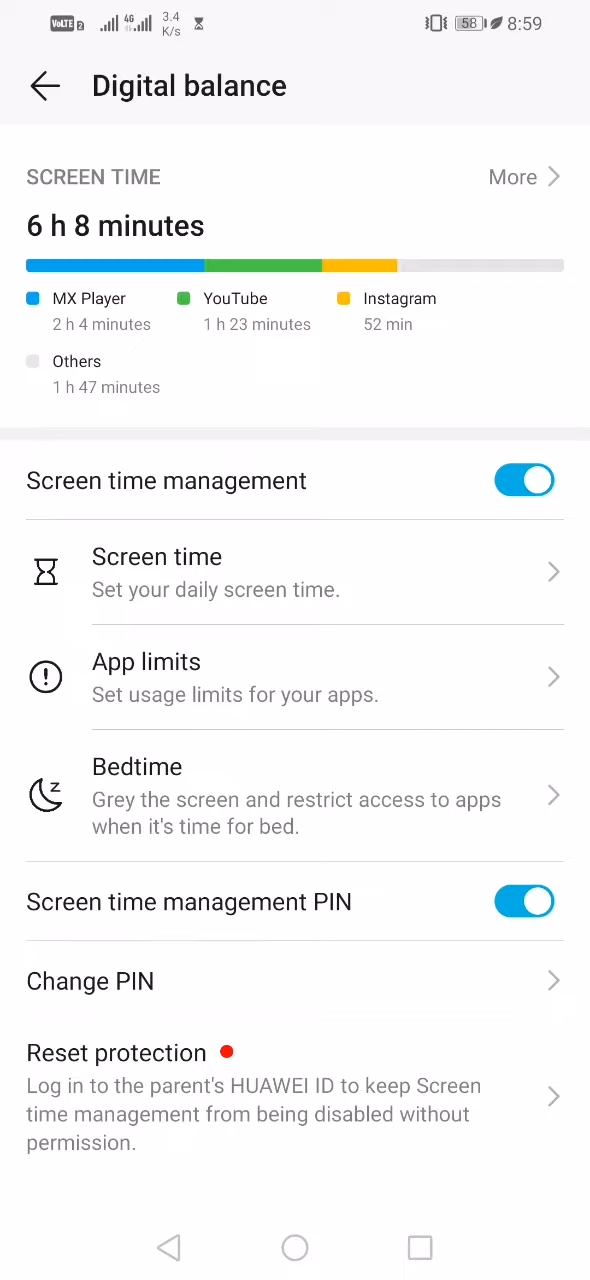 VoLTE 2 4G 3.4 K/s 58 8:59
Digital balance
SCREEN TIME More
6 h 8 minutes
MX Player YouTube Instagram
2 h 4 minutes 1 h 23 minutes 52 min
Others
1 h 47 minutes
Screen time management
Screen time
Set your daily screen time.
App limits
Set usage limits for your apps.
Bedtime
Grey the screen and restrict access to apps
when it's time for bed.
Screen time management PIN
Change PIN
Reset protection
Log in to the parent's HUAWEI ID to keep Screen
time management from being disabled without
permission.